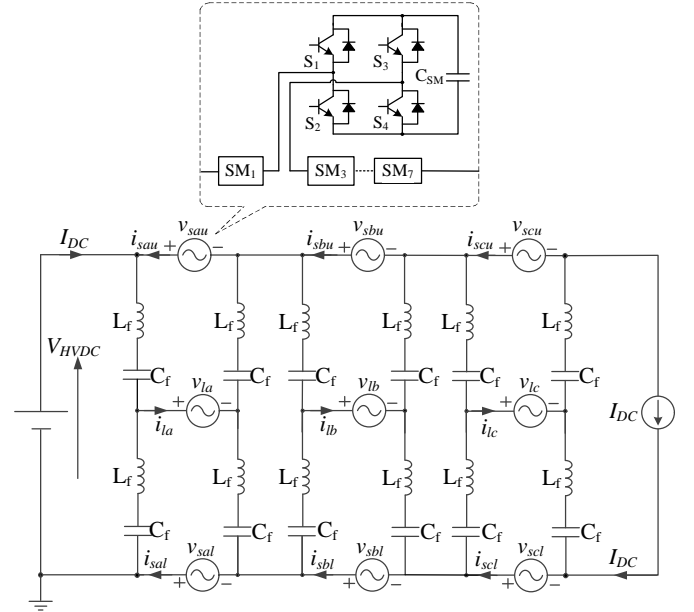 S1
S3
CSM
S2
S4
SM1
SM3
SM7
IDC
isau
+
vsau
−
isbu
+
vsbu
−
iscu
+
vscu
−
Lf
Lf
Lf
Lf
Lf
Lf
VHVDC
Cf
Cf
Cf
Cf
Cf
Cf
vla
vlb
vlc
+
−
+
−
+
−
ila
ilb
ilc
IDC
Lf
Lf
Lf
Lf
Lf
Lf
Cf
Cf
Cf
Cf
Cf
Cf
isal
vsal
isbl
vsbl
iscl
vscl
IDC
+
−
+
−
+
−